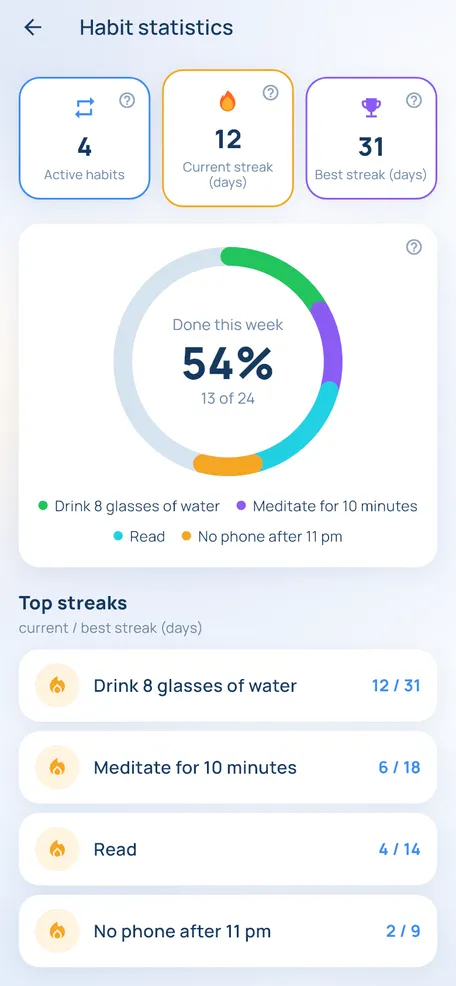 Habit statistics
4
Active habits
12
Current streak
(days)
31
Best streak (days)
Done this week
54%
13 of 24
Drink 8 glasses of water
Meditate for 10 minutes
Read
No phone after 11 pm
Top streaks
current / best streak (days)
Drink 8 glasses of water 12 / 31
Meditate for 10 minutes 6 / 18
Read 4 / 14
No phone after 11 pm 2 / 9